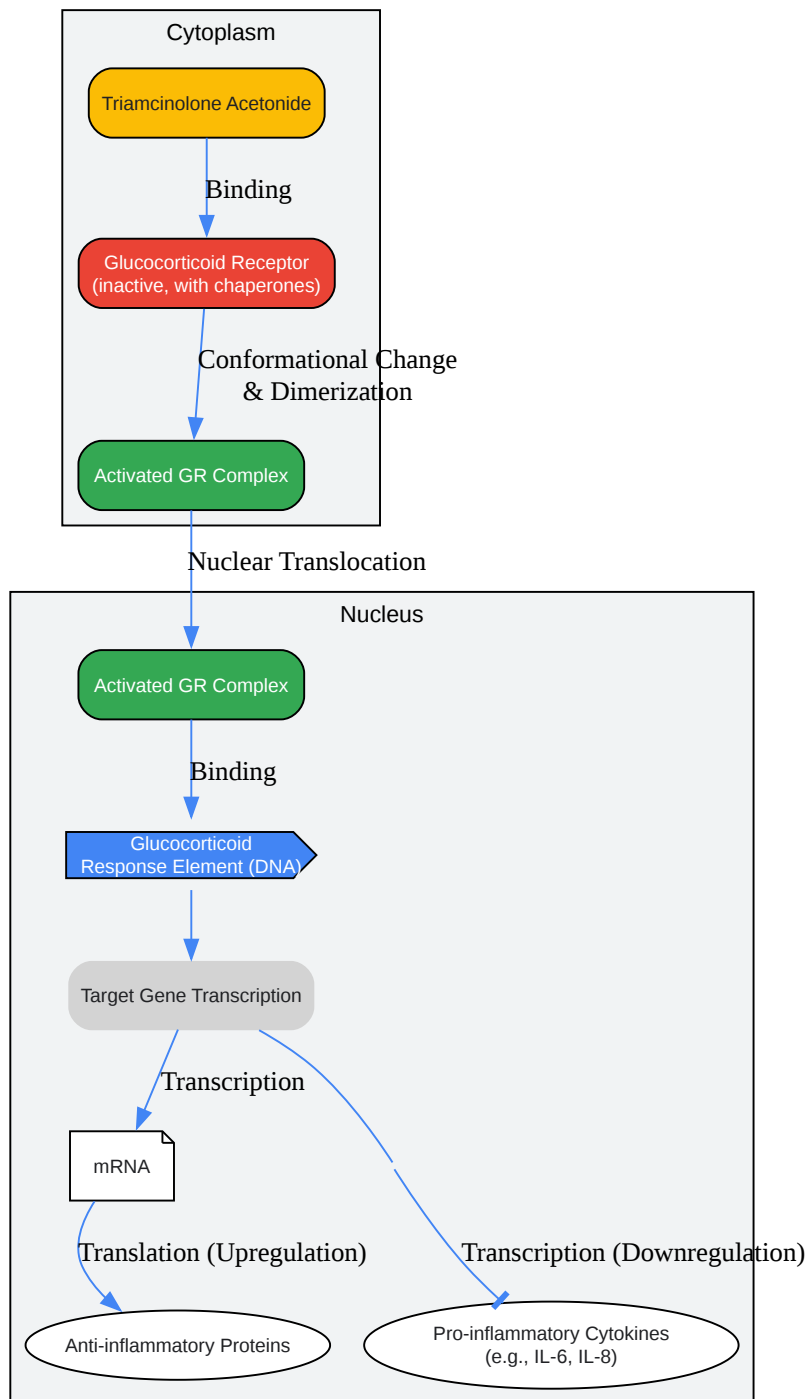 Cytoplasm
Triamcinolone Acetonide
Binding
Glucocorticoid Receptor
(inactive, with chaperones)
Conformational Change
& Dimerization
Activated GR Complex
Nuclear Translocation
Nucleus
Activated GR Complex
Binding
Glucocorticoid
Response Element (DNA)
Target Gene Transcription
Transcription
mRNA
Translation (Upregulation)
Transcription (Downregulation)
Anti-inflammatory Proteins
Pro-inflammatory Cytokines
(e.g., IL-6, IL-8)